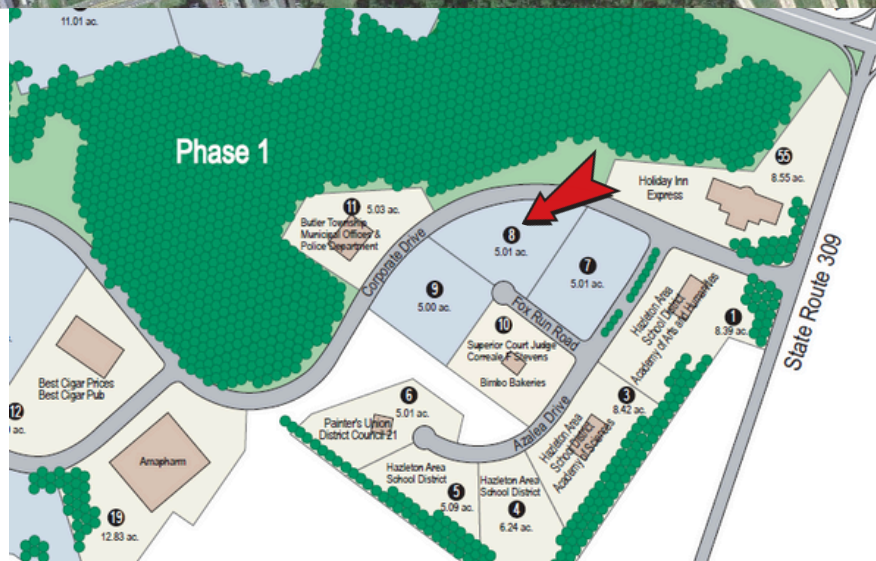 11.01 ac.
Phase 1
55
8.55 ac.
Holiday Inn
Express
11
5.03 ac.
Butler Township
Municipal Offices &
Police Department
Corporate Drive
8
5.01 ac.
7
5.01 ac.
9
5.00 ac.
Fox Run Road
10
Superior Court Judge
Correale F Stevens
Bimbo Bakeries
Hazleton Area
School District
Academy of Arts and Humanities
1
8.39 ac.
State Route 309
Best Cigar Prices
Best Cigar Pub
12
ac.
6
5.01 ac.
Painter's Union
District Council 21
Azalea Drive
3
8.42 ac.
Hazleton Area
School District
Academy of Sciences
Amapharm
19
12.83 ac.
Hazleton Area
School District
5
5.09 ac.
Hazleton Area
School District
4
6.24 ac.